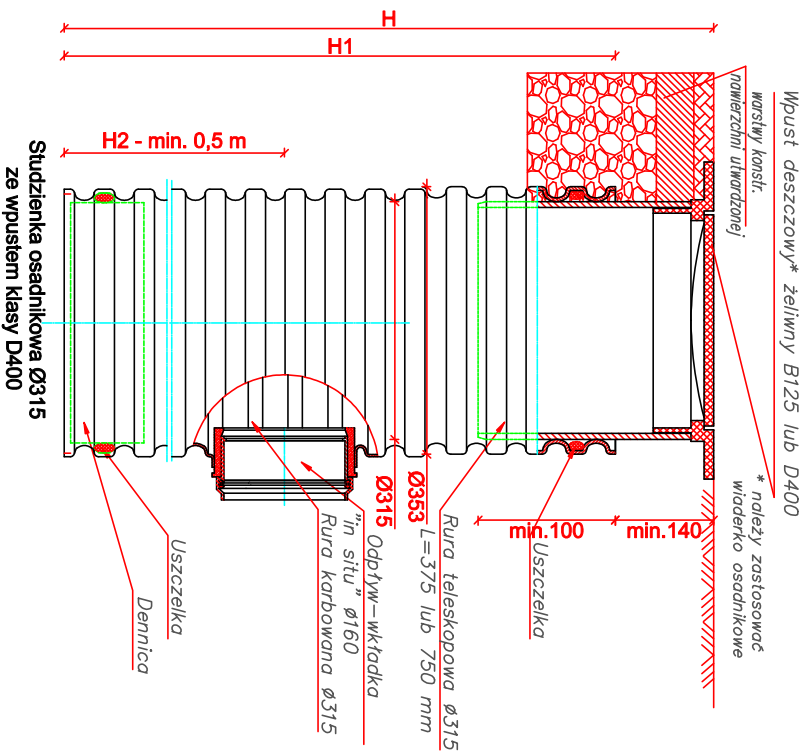 H
H1
H2 - min. 0,5 m
Wpust deszczowy* żeliwny B125 lub D400
warstwy konstr.
nawierzchni utwardzonej
* należy zastosować
wiaderko osadnikowe
min.100
min.140
Uszczelka
Ø353
Ø315
Rura teleskopowa ø315
L=375 lub 750 mm
Odpływ-wkładka
"in situ" ø160
Rura karbowana ø315
Uszczelka
Dennica
Studzienka osadnikowa Ø315
ze wpustem klasy D400